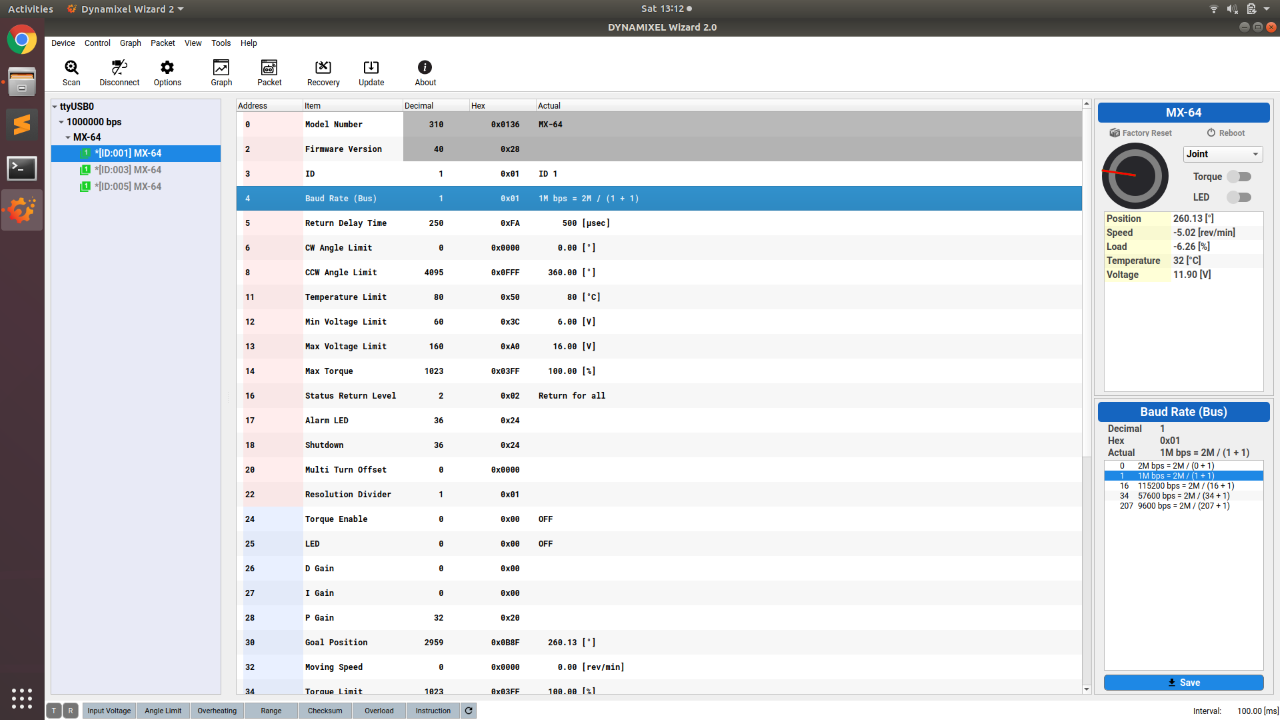 Activities Dynamixel Wizard 2 Sat 13:12
DYNAMIXEL Wizard 2.0
Device Control Graph Packet View Tools Help
Scan Disconnect Options Graph Packet Recovery Update About
ttyUSB0
1000000 bps
MX-64
1 *[ID:001] MX-64
1 *[ID:003] MX-64
1 *[ID:005] MX-64
Address Item Decimal Hex Actual
0 Model Number 310 0x0136 MX-64
2 Firmware Version 40 0x28
3 ID 1 0x01 ID 1
4 Baud Rate (Bus) 1 0x01 1M bps = 2M / (1 + 1)
5 Return Delay Time 250 0xFA 500 [µsec]
6 CW Angle Limit 0 0x0000 0.00 [°]
8 CCW Angle Limit 4095 0x0FFF 360.00 [°]
11 Temperature Limit 80 0x50 80 [°C]
12 Min Voltage Limit 60 0x3C 6.00 [V]
13 Max Voltage Limit 160 0xA0 16.00 [V]
14 Max Torque 1023 0x03FF 100.00 [%]
16 Status Return Level 2 0x02 Return for all
17 Alarm LED 36 0x24
18 Shutdown 36 0x24
20 Multi Turn Offset 0 0x0000
22 Resolution Divider 1 0x01
24 Torque Enable 0 0x00 OFF
25 LED 0 0x00 OFF
26 D Gain 0 0x00
27 I Gain 0 0x00
28 P Gain 32 0x20
30 Goal Position 2959 0x0B8F 260.13 [°]
32 Moving Speed 0 0x0000 0.00 [rev/min]
34 Torque Limit 1023 0x03FF 100.00 [%]
MX-64
Factory Reset Reboot
Joint
Torque
LED
Position 260.13 [°]
Speed -5.02 [rev/min]
Load -6.26 [%]
Temperature 32 [°C]
Voltage 11.90 [V]
Baud Rate (Bus)
Decimal 1
Hex 0x01
Actual 1M bps = 2M / (1 + 1)
0 2M bps = 2M / (0 + 1)
1 1M bps = 2M / (1 + 1)
16 115200 bps = 2M / (16 + 1)
34 57600 bps = 2M / (34 + 1)
207 9600 bps = 2M / (207 + 1)
Save
T R Input Voltage Angle Limit Overheating Range Checksum Overload Instruction Interval: 100.00 [ms]